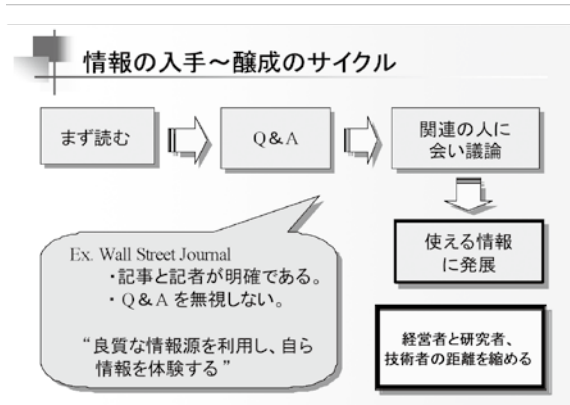 情報の入手~醸成のサイクル
まず読む
Q&A
関連の人に
会い議論
使える情報
に発展
Ex. Wall Street Journal
・記事と記者が明確である。
・Q&Aを無視しない。
“良質な情報源を利用し、自ら
情報を体験する”
経営者と研究者、
技術者の距離を縮める